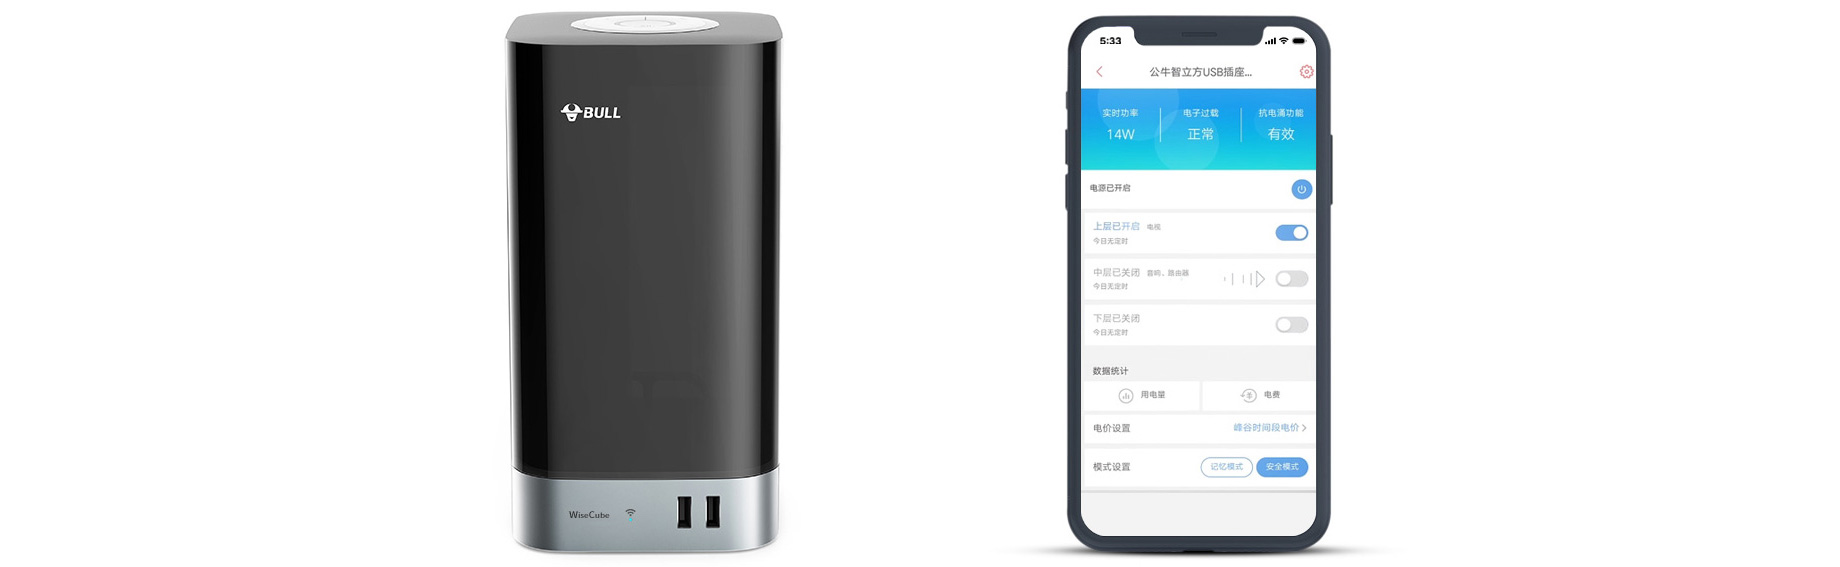 BULL
WiseCube
5:33
公牛智立方USB插座...
实时功率
电子过载
抗电涌功能
14W
正常
有效
电源已开启
上层已开启 电视
今日无定时
中层已关闭 音响、路由器
今日无定时
下层已关闭
今日无定时
数据统计
用电量
电费
电价设置
峰谷时间段电价
模式设置
记忆模式
安全模式